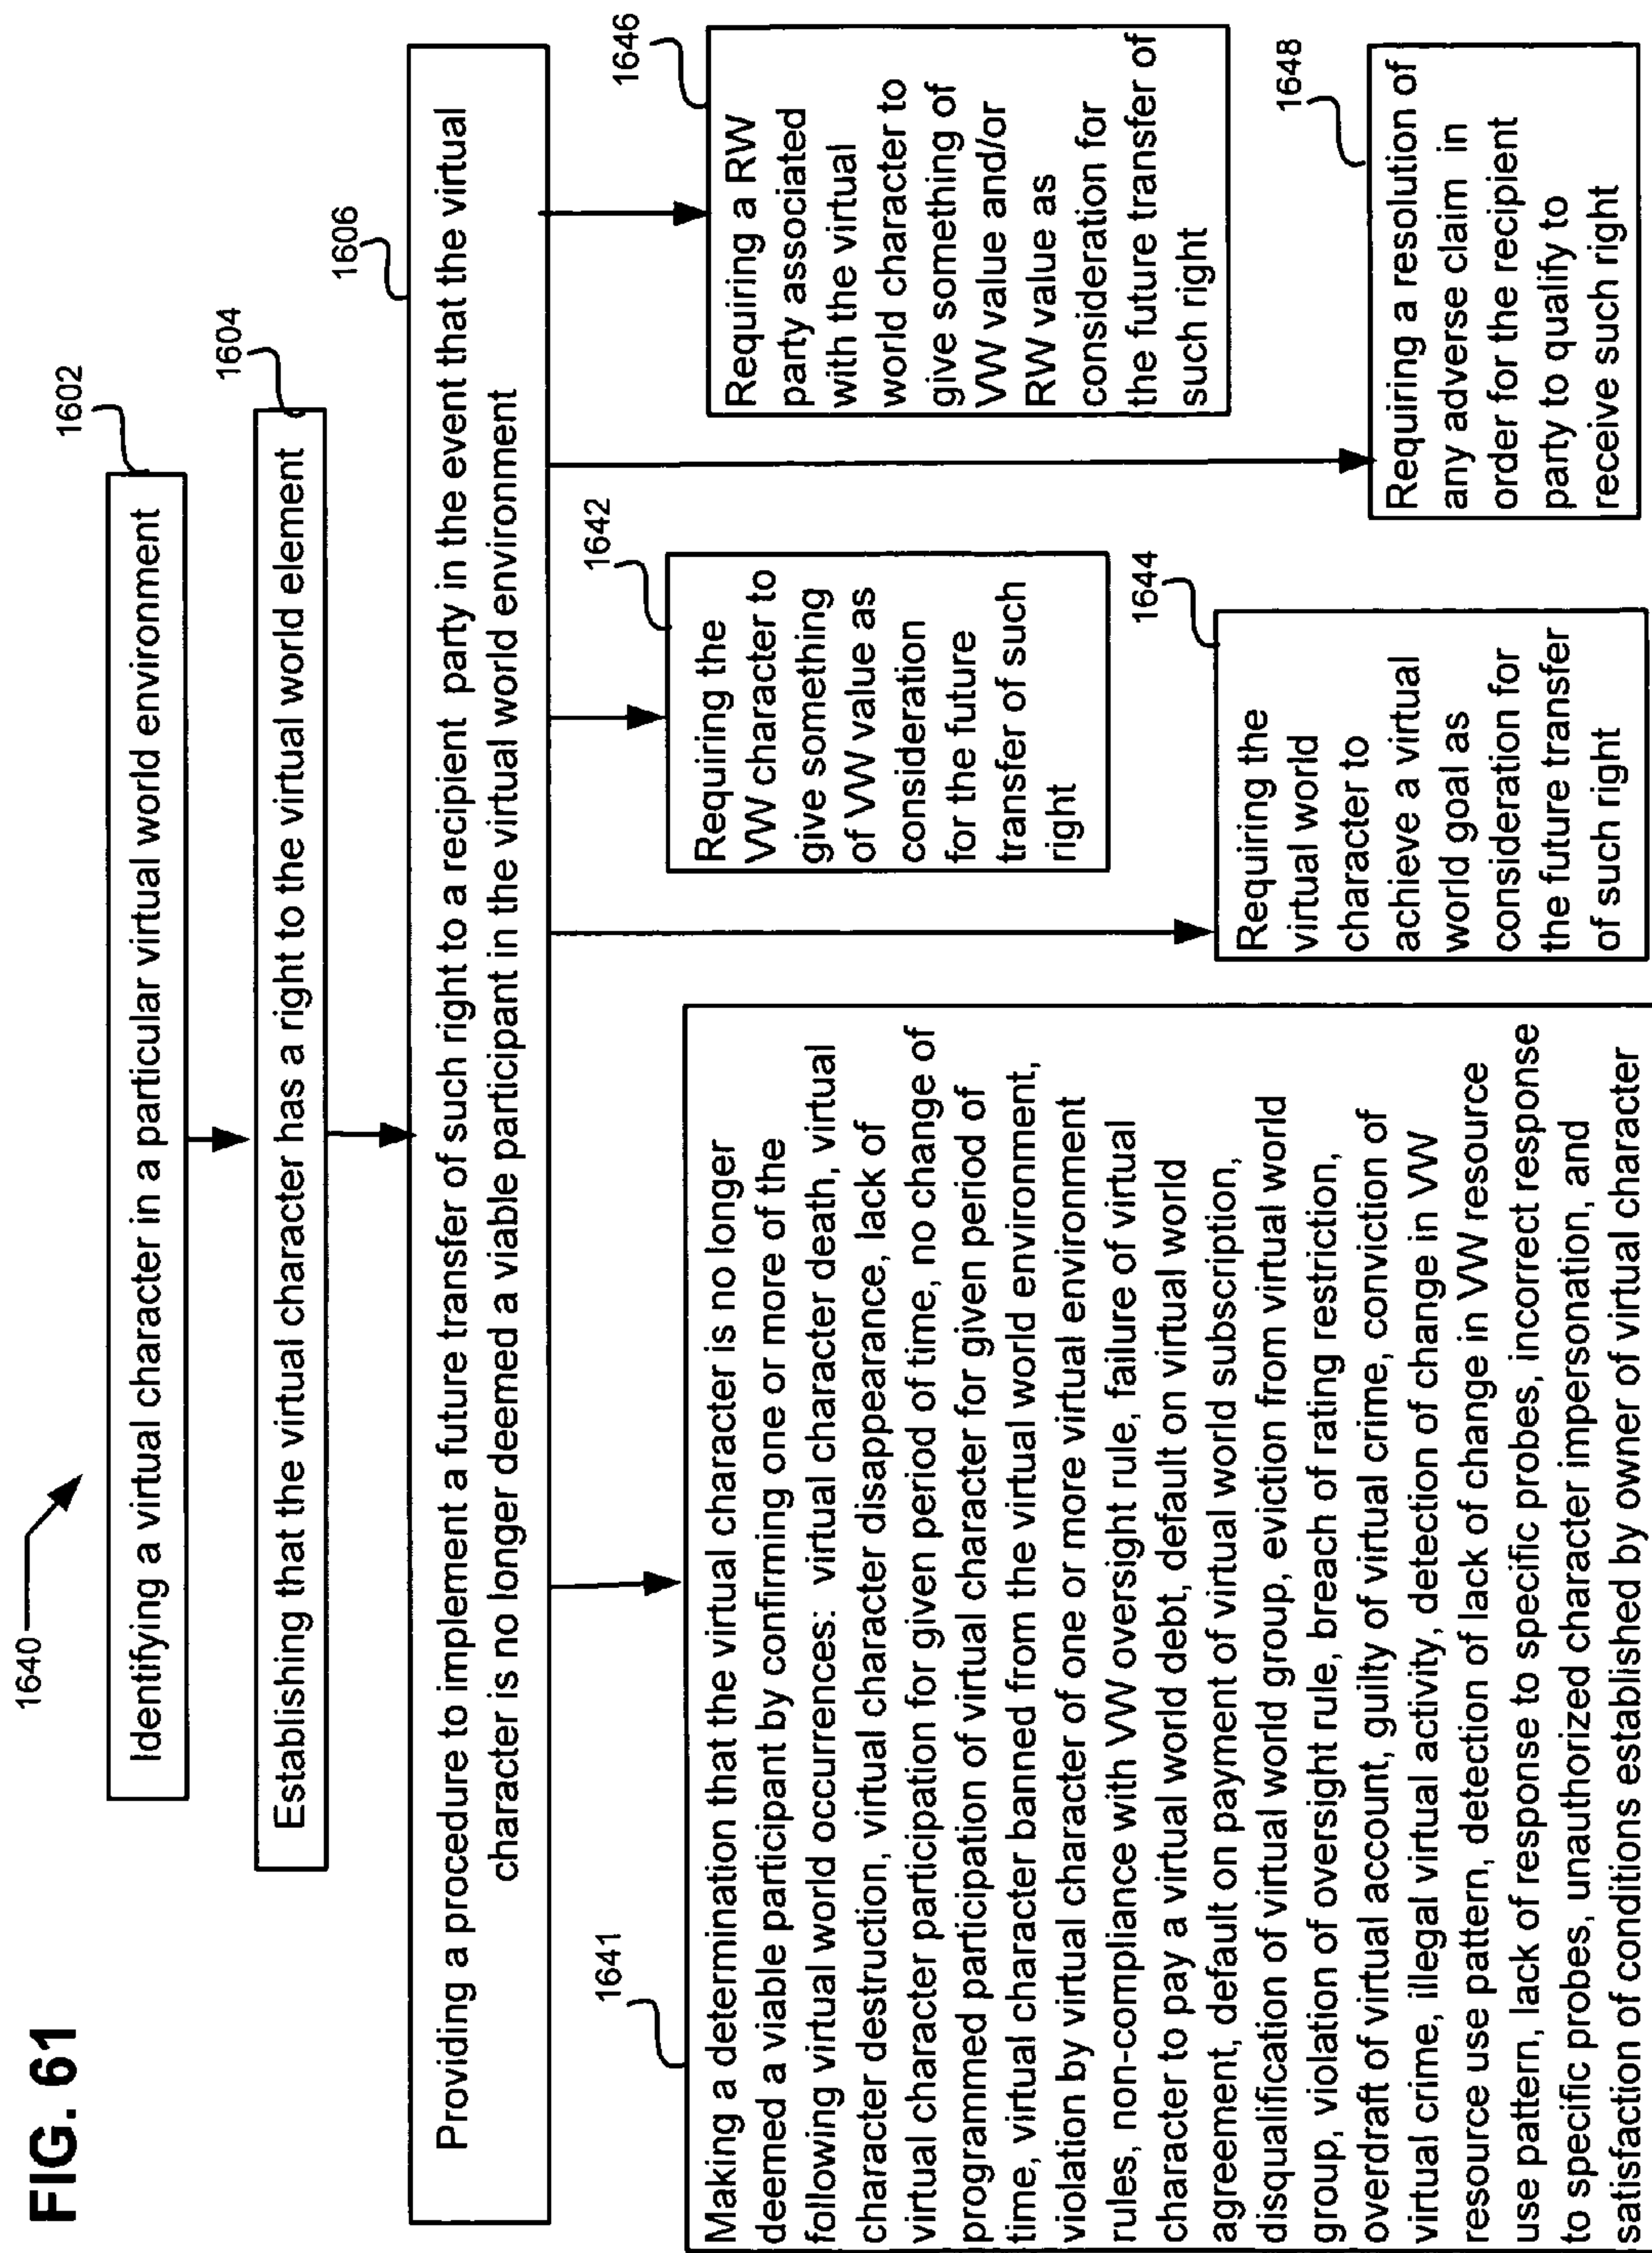 FIG. 61
1640
1602
Identifying a virtual character in a particular virtual world environment
1604
Establishing that the virtual character has a right to the virtual world element
1606
Providing a procedure to implement a future transfer of such right to a recipient party in the event that the virtual
character is no longer deemed a viable participant in the virtual world environment
1641
Making a determination that the virtual character is no longer
deemed a viable participant by confirming one or more of the
following virtual world occurrences: virtual character death, virtual
character destruction, virtual character disappearance, lack of
virtual character participation for given period of time, no change of
programmed participation of virtual character for given period of
time, virtual character banned from the virtual world environment,
violation by virtual character of one or more virtual environment
rules, non-compliance with VW oversight rule, failure of virtual
character to pay a virtual world debt, default on virtual world
agreement, default on payment of virtual world subscription,
disqualification of virtual world group, eviction from virtual world
group, violation of oversight rule, breach of rating restriction,
overdraft of virtual account, guilty of virtual crime, conviction of
virtual crime, illegal virtual activity, detection of change in VW
resource use pattern, detection of lack of change in VW resource
use pattern, lack of response to specific probes, incorrect response
to specific probes, unauthorized character impersonation, and
satisfaction of conditions established by owner of virtual character
1642
Requiring the
VW character to
give something
of VW value as
consideration
for the future
transfer of such
right
1644
Requiring the
virtual world
character to
achieve a virtual
world goal as
consideration for
the future transfer
of such right
1646
Requiring a RW
party associated
with the virtual
world character to
give something of
VW value and/or
RW value as
consideration for
the future transfer of
such right
1648
Requiring a resolution of
any adverse claim in
order for the recipient
party to qualify to
receive such right